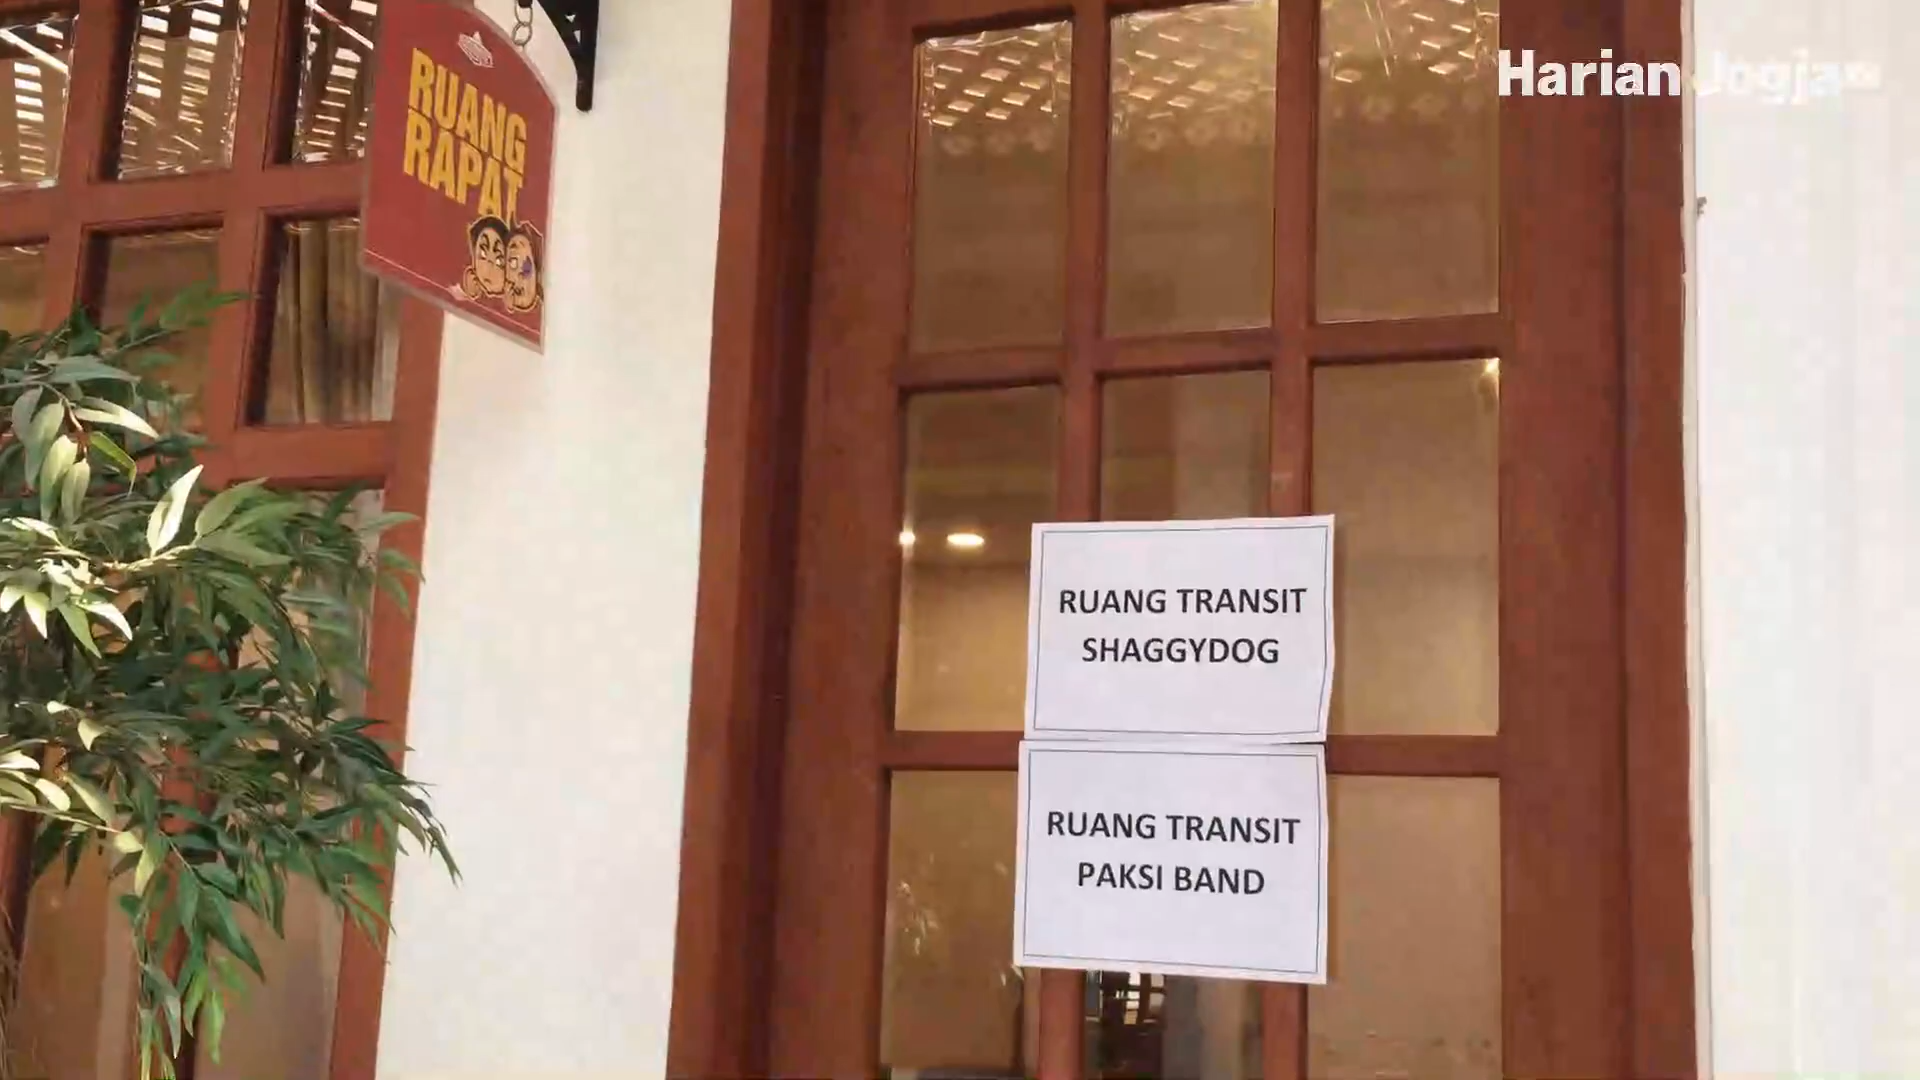 RUANG
RAPAT
Harian Jogja
RUANG TRANSIT
SHAGGYDOG
RUANG TRANSIT
PAKSI BAND